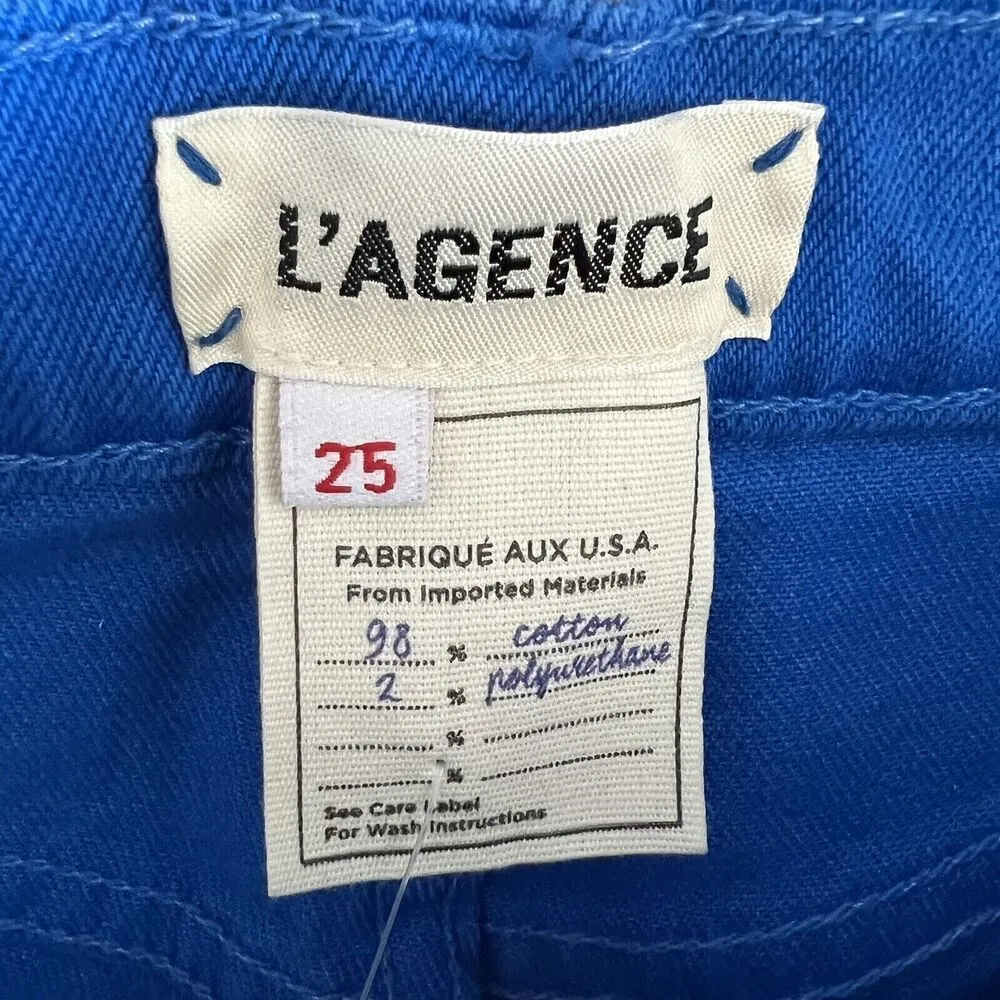 L'AGENCE
25
FABRIQUÉ AUX U.S.A.
From Imported Materials
98 % cotton
2 % polyurethane
%
%
See Care Label
For Wash Instructions